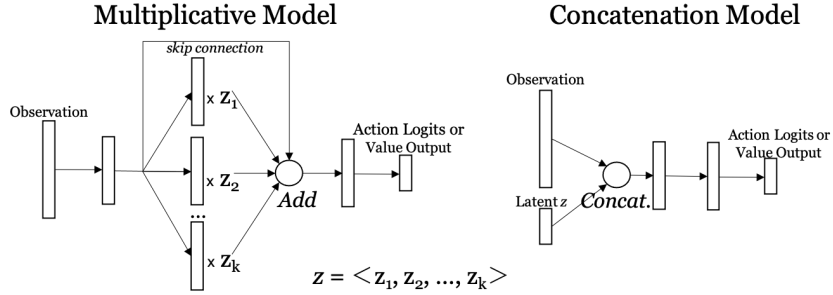 Multiplicative Model
skip connection
Observation
x z1
x z2
...
x zk
Add
Action Logits or
Value Output
Concatenation Model
Observation
Latent z
Concat.
Action Logits or
Value Output
z = <z1, z2, ..., zk>